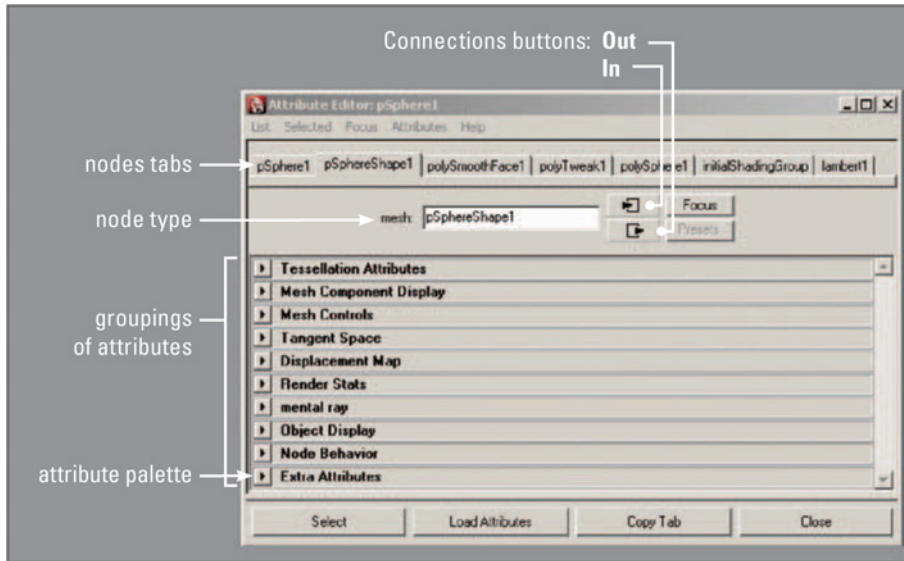 Connections buttons: Out
In
Attribute Editor: pSphere1
List Selected Focus Attributes Help
nodes tabs
pSphere1 pSphereShape1 polySmoothFace1 polyTweak1 polySphere1 initialShadingGroup lambert1
node type
mesh: pSphereShape1
Focus
Presets
groupings
of attributes
Tessellation Attributes
Mesh Component Display
Mesh Controls
Tangent Space
Displacement Map
Render Stats
mental ray
Object Display
Node Behavior
attribute palette
Extra Attributes
Select Load Attributes Copy Tab Close